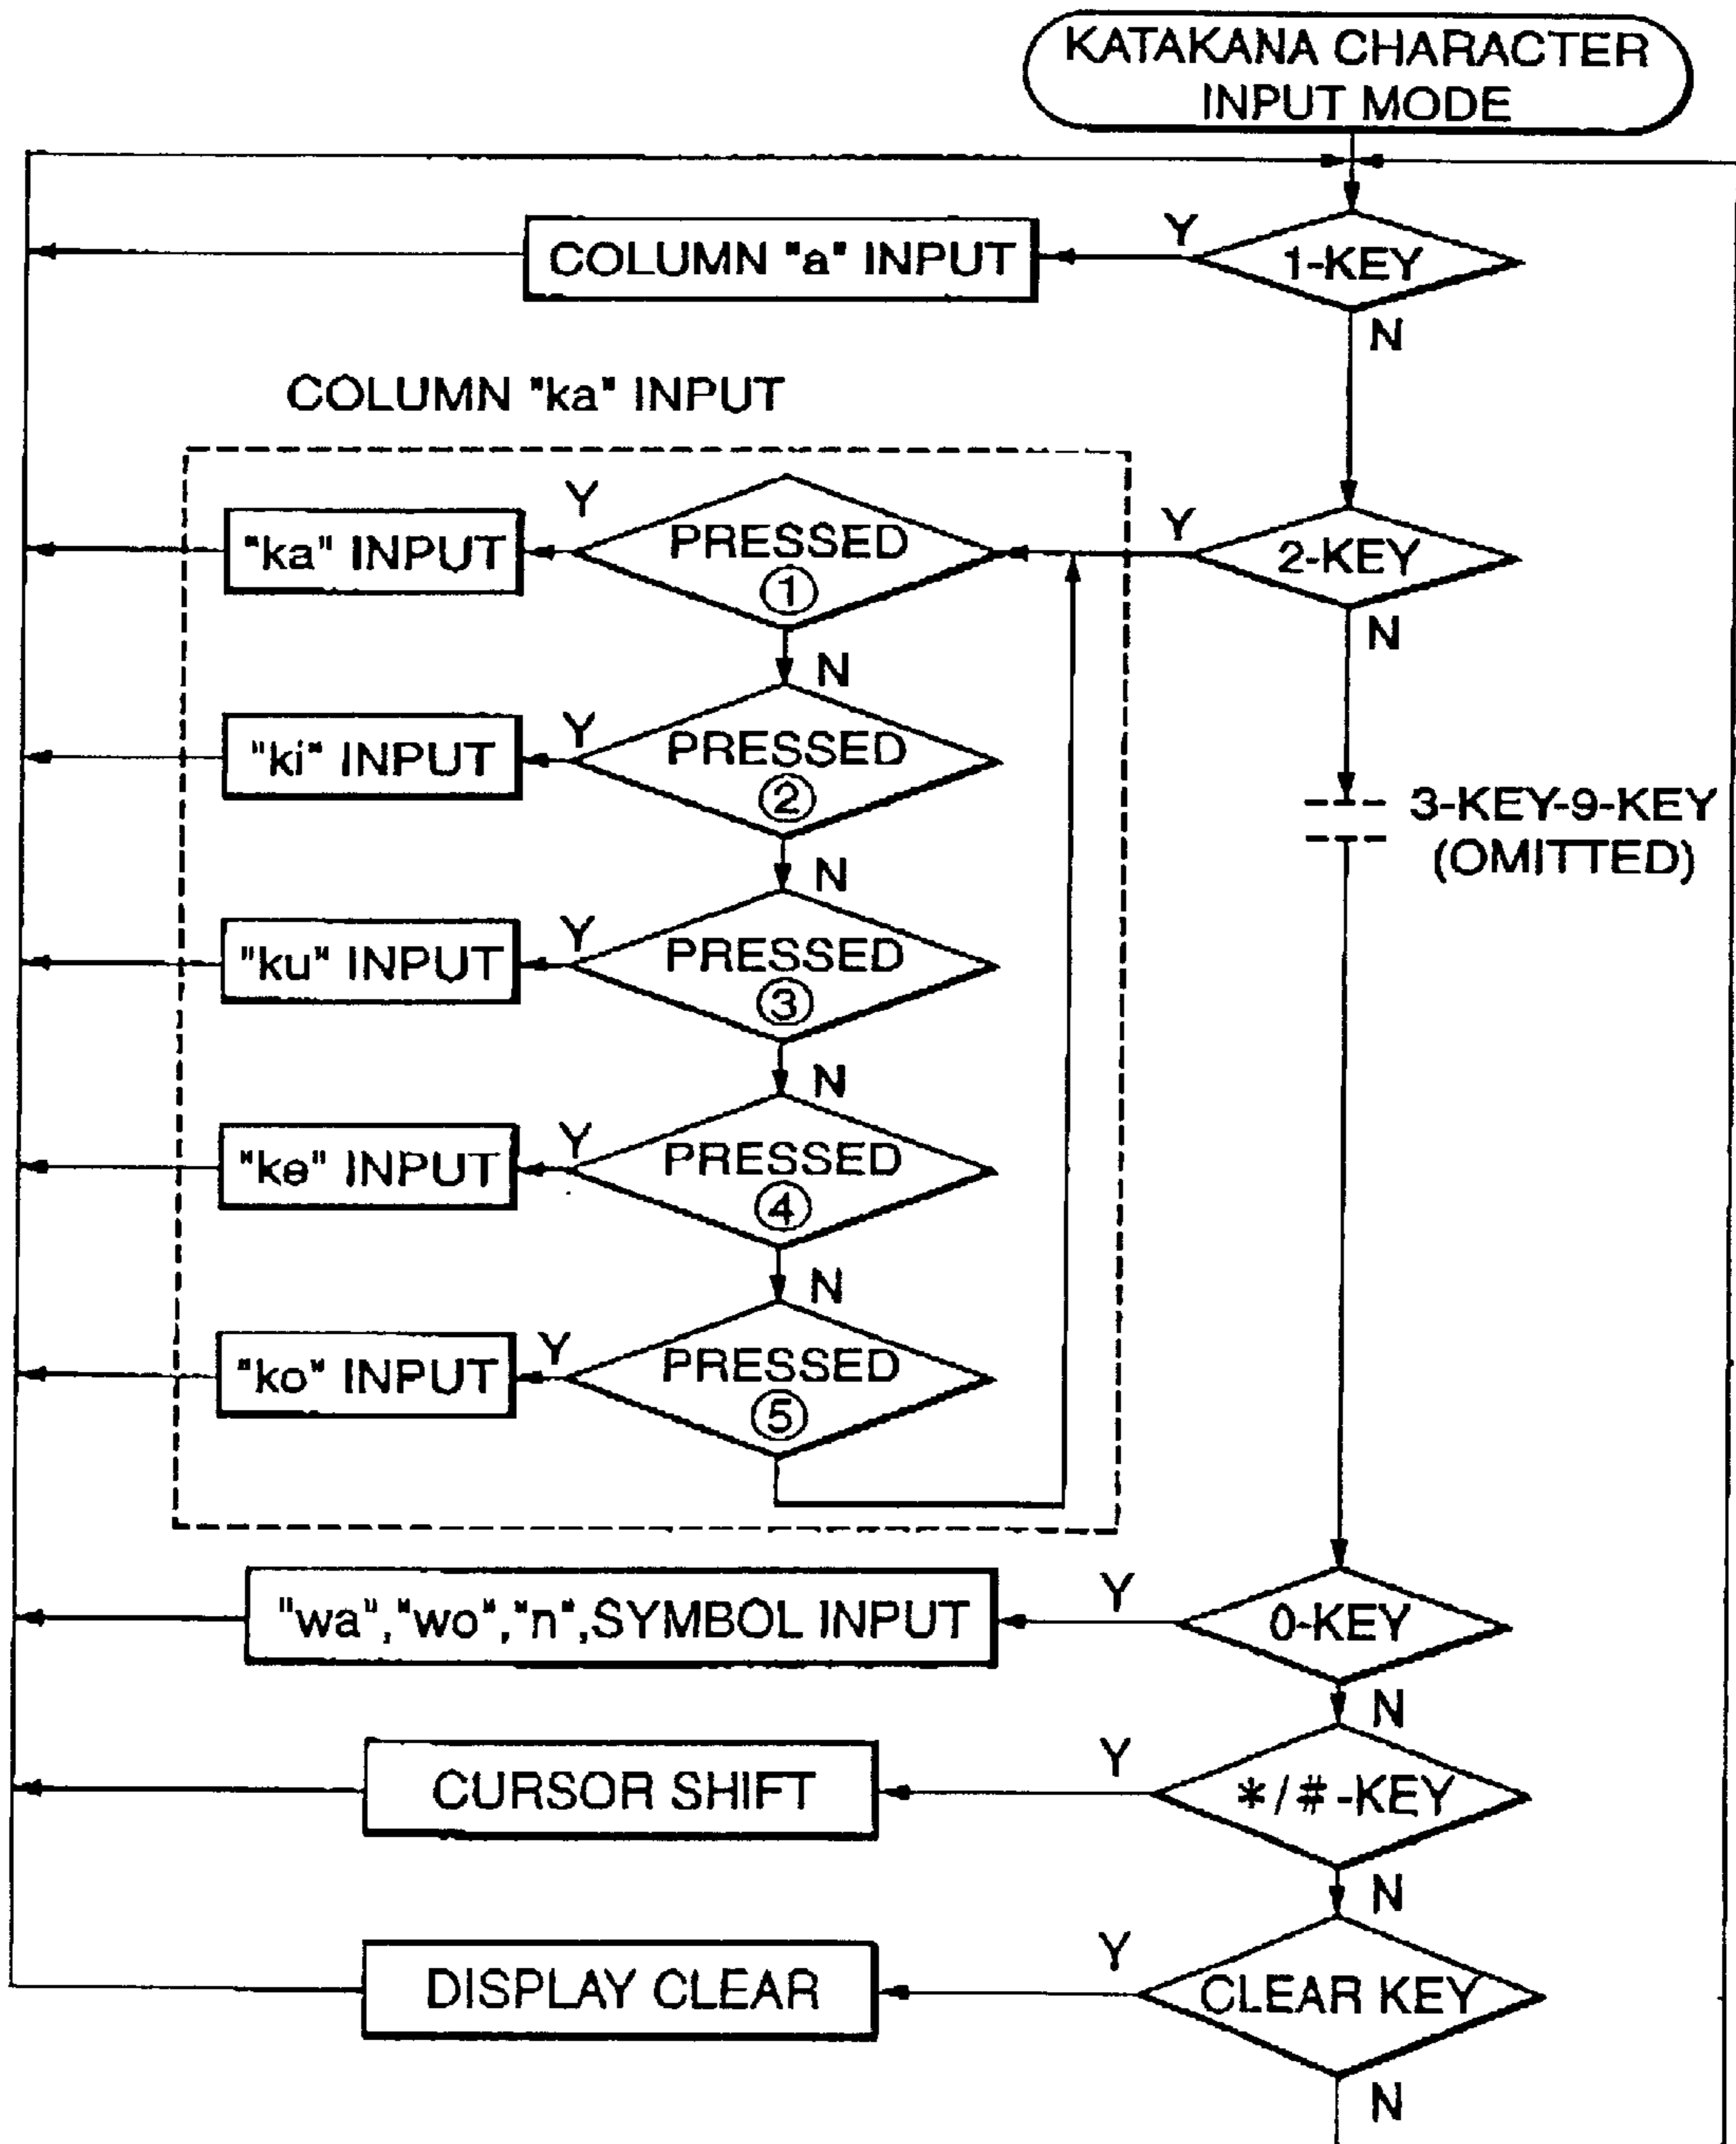 KATAKANA CHARACTER
INPUT MODE
Y
COLUMN "a" INPUT
1-KEY
N
COLUMN "ka" INPUT
Y
"ka" INPUT
PRESSED
①
Y
2-KEY
N
N
"ki" INPUT
Y
PRESSED
②
3-KEY-9-KEY
(OMITTED)
N
"ku" INPUT
Y
PRESSED
③
N
"ke" INPUT
Y
PRESSED
④
N
"ko" INPUT
Y
PRESSED
⑤
"wa","wo","n",SYMBOL INPUT
Y
0-KEY
N
CURSOR SHIFT
Y
*/#-KEY
N
DISPLAY CLEAR
Y
CLEAR KEY
N